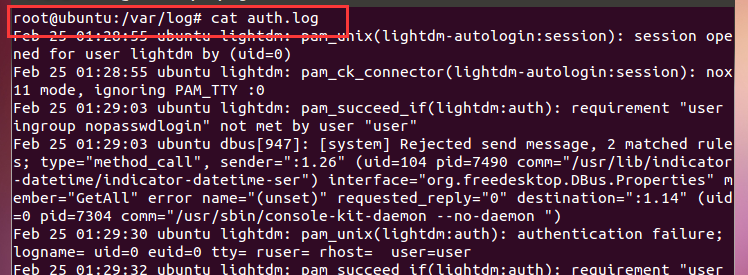 root@ubuntu:/var/log# cat auth.log
Feb 25 01:28:55 ubuntu lightdm: pam_unix(lightdm-autologin:session): session ope
ned for user lightdm by (uid=0)
Feb 25 01:28:55 ubuntu lightdm: pam_ck_connector(lightdm-autologin:session): nox
11 mode, ignoring PAM_TTY :0
Feb 25 01:29:03 ubuntu lightdm: pam_succeed_if(lightdm:auth): requirement "user
ingroup nopasswdlogin" not met by user "user"
Feb 25 01:29:03 ubuntu dbus[947]: [system] Rejected send message, 2 matched rule
s; type="method_call", sender=":1.26" (uid=104 pid=7490 comm="/usr/lib/indicator
-datetime/indicator-datetime-ser") interface="org.freedesktop.DBus.Properties" m
ember="GetAll" error name="(unset)" requested_reply="0" destination=":1.14" (uid
=0 pid=7304 comm="/usr/sbin/console-kit-daemon --no-daemon ")
Feb 25 01:29:30 ubuntu lightdm: pam_unix(lightdm:auth): authentication failure;
logname= uid=0 euid=0 tty= ruser= rhost=  user=user
Feb 25 01:29:32 ubuntu lightdm: pam_succeed_if(lightdm:auth): requirement "user